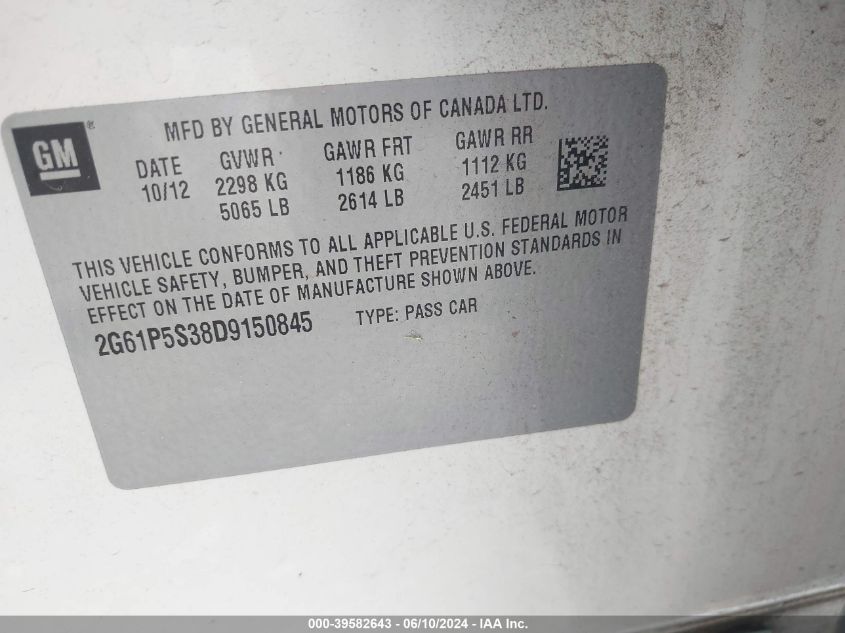 GM®
MFD BY GENERAL MOTORS OF CANADA LTD.
DATE GVWR GAWR FRT GAWR RR
10/12 2298 KG 1186 KG 1112 KG
5065 LB 2614 LB 2451 LB
THIS VEHICLE CONFORMS TO ALL APPLICABLE U.S. FEDERAL MOTOR
VEHICLE SAFETY, BUMPER, AND THEFT PREVENTION STANDARDS IN
EFFECT ON THE DATE OF MANUFACTURE SHOWN ABOVE.
2G61P5S38D9150845 TYPE: PASS CAR
000-39582643 - 06/10/2024 - IAA Inc.